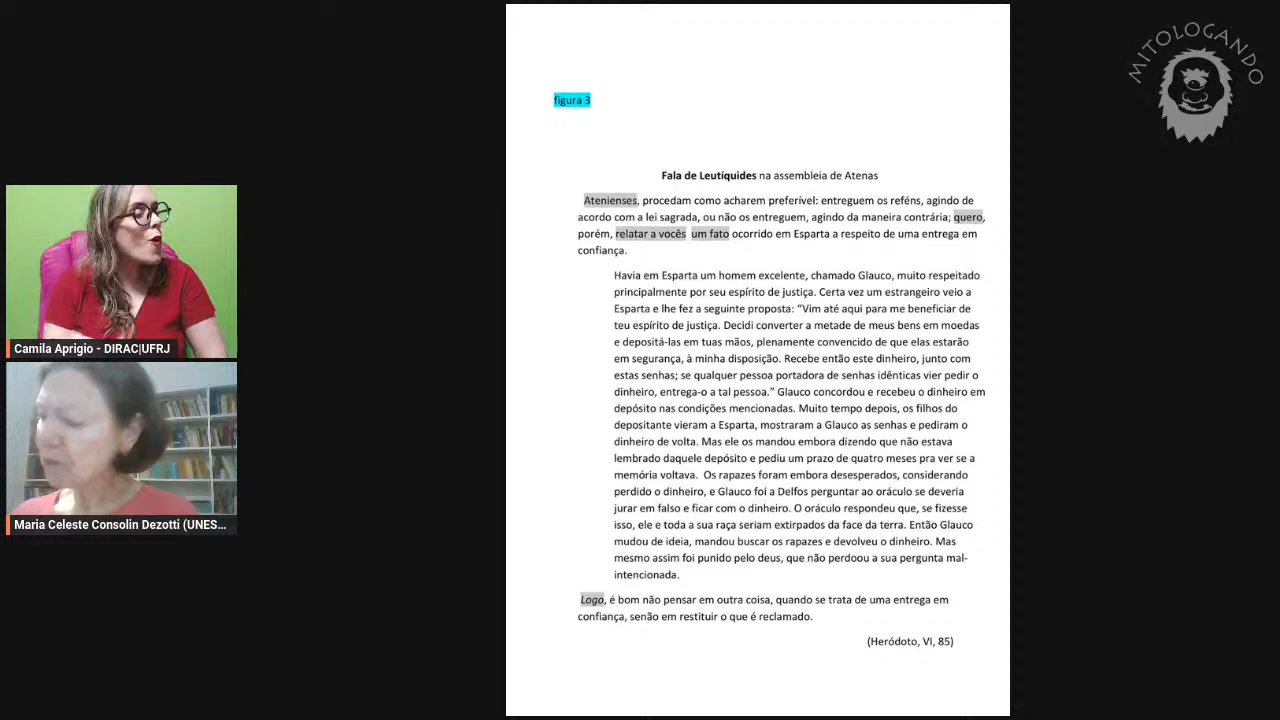 MITOLOGANDO
figura 3
Fala de Leutíquides na assembleia de Atenas
Atenienses, procedam como acharem preferível: entreguem os reféns, agindo de
acordo com a lei sagrada, ou não os entreguem, agindo da maneira contrária; quero,
porém, relatar a vocês um fato ocorrido em Esparta a respeito de uma entrega em
confiança.
Havia em Esparta um homem excelente, chamado Glauco, muito respeitado
principalmente por seu espírito de justiça. Certa vez um estrangeiro veio a
Esparta e lhe fez a seguinte proposta: “Vim até aqui para me beneficiar de
teu espírito de justiça. Decidi converter a metade de meus bens em moedas
e depositá-las em tuas mãos, plenamente convencido de que elas estarão
em segurança, à minha disposição. Recebe então este dinheiro, junto com
estas senhas; se qualquer pessoa portadora de senhas idênticas vier pedir o
dinheiro, entrega-o a tal pessoa.” Glauco concordou e recebeu o dinheiro em
depósito nas condições mencionadas. Muito tempo depois, os filhos do
depositante vieram a Esparta, mostraram a Glauco as senhas e pediram o
dinheiro de volta. Mas ele os mandou embora dizendo que não estava
lembrado daquele depósito e pediu um prazo de quatro meses pra ver se a
memória voltava. Os rapazes foram embora desesperados, considerando
perdido o dinheiro, e Glauco foi a Delfos perguntar ao oráculo se deveria
jurar em falso e ficar com o dinheiro. O oráculo respondeu que, se fizesse
isso, ele e toda a sua raça seriam extirpados da face da terra. Então Glauco
mudou de ideia, mandou buscar os rapazes e devolveu o dinheiro. Mas
mesmo assim foi punido pelo deus, que não perdoou a sua pergunta mal-
intencionada.
Logo, é bom não pensar em outra coisa, quando se trata de uma entrega em
confiança, senão em restituir o que é reclamado.
(Heródoto, VI, 85)
Camila Aprigio - DIRAC|UFRJ
Maria Celeste Consolin Dezotti (UNES...